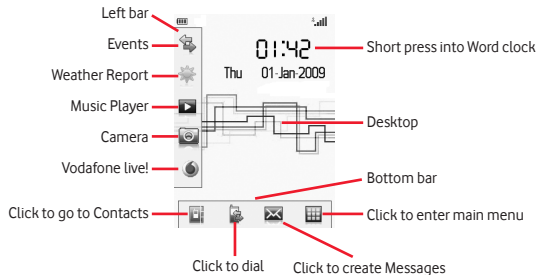 Left bar
Events
01:42
Short press into Word clock
Weather Report
Thu 01-Jan-2009
Music Player
Desktop
Camera
Vodafone live!
Bottom bar
Click to go to Contacts
Click to enter main menu
Click to dial
Click to create Messages